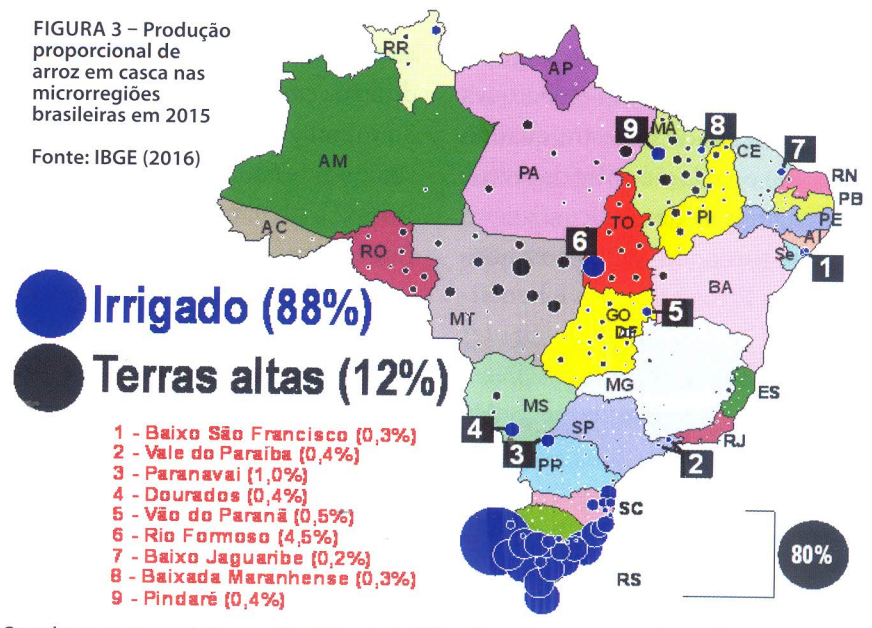 FIGURA 3 – Produção
proporcional de
arroz em casca nas
microrregiões
brasileiras em 2015
Fonte: IBGE (2016)
RR
AP
AM
PA
9
MA
8
CE
7
RN
PB
PE
PI
TO
AC
RO
6
Se
1
BA
MT
GO
DF
5
Irrigado (88%)
Terras altas (12%)
MG
ES
MS
SP
4
3
RJ
2
PR
SC
RS
80%
1 - Baixo São Francisco (0,3%)
2 - Vale do Paraíba (0,4%)
3 - Paranavai (1,0%)
4 - Dourados (0,4%)
5 - Vão do Paranã (0,5%)
6 - Rio Formoso (4,5%)
7 - Baixo Jaguaribe (0,2%)
8 - Baixada Maranhense (0,3%)
9 - Pindaré (0,4%)